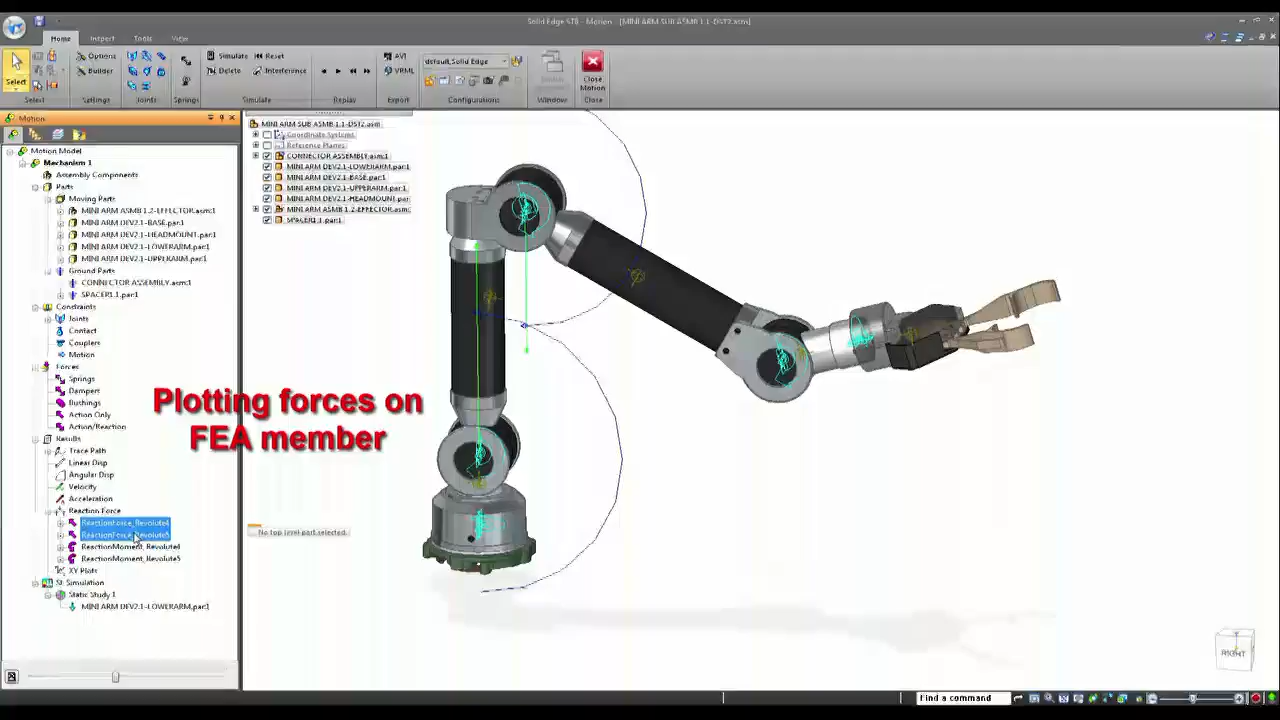 Solid Edge ST8 - Motion - [MINI ARM SUB ASMB 1.1-DST2.asm]
Home
Inspect
Tools
View
Options
Simulate
Reset
AVI
default,Solid Edge
Builder
Delete
Interference
VRML
Select
Close Motion
Select
Settings
Joints
Springs
Simulate
Replay
Export
Configurations
Window
Close
Motion
Motion Model
Mechanism 1
Assembly Components
Parts
Moving Parts
MINI ARM ASMB 1.2-EFFECTOR.asm:1
MINI ARM DEV2.1-BASE.par:1
MINI ARM DEV2.1-HEADMOUNT.par:1
MINI ARM DEV2.1-LOWERARM.par:1
MINI ARM DEV2.1-UPPERARM.par:1
Ground Parts
CONNECTOR ASSEMBLY.asm:1
SPACER1.1.par:1
Constraints
Joints
Contact
Couplers
Motion
Forces
Springs
Dampers
Bushings
Action Only
Action/Reaction
Results
Trace Path
Linear Disp
Angular Disp
Velocity
Acceleration
Reaction Force
ReactionForce_Revolute4
ReactionForce_Revolute5
ReactionMoment_Revolute4
ReactionMoment_Revolute5
XY Plots
SE Simulation
Static Study 1
MINI ARM DEV2.1-LOWERARM.par:1
MINI ARM SUB ASMB 1.1-DST2.asm
Coordinate Systems
Reference Planes
CONNECTOR ASSEMBLY.asm:1
MINI ARM DEV2.1-LOWERARM.par:1
MINI ARM DEV2.1-BASE.par:1
MINI ARM DEV2.1-UPPERARM.par:1
MINI ARM DEV2.1-HEADMOUNT.par:
MINI ARM ASMB 1.2-EFFECTOR.asm:
SPACER1.1.par:1
Plotting forces on
FEA member
No top level part selected.
RIGHT
Find a command